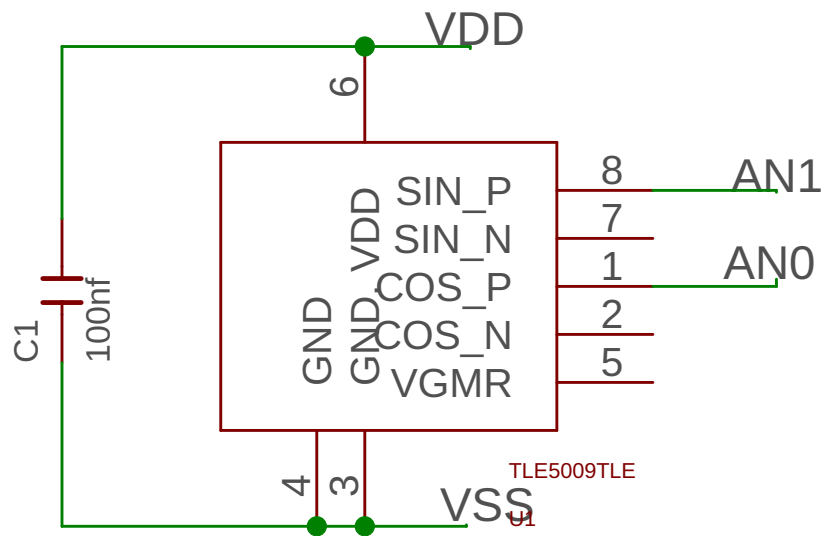 VDD
6
SIN_P
8
AN1
VDD
SIN_N
7
COS_P
1
AN0
C1
100nf
GND
GND
COS_N
2
VGMR
5
4
3
TLE5009TLE
VSS
U1